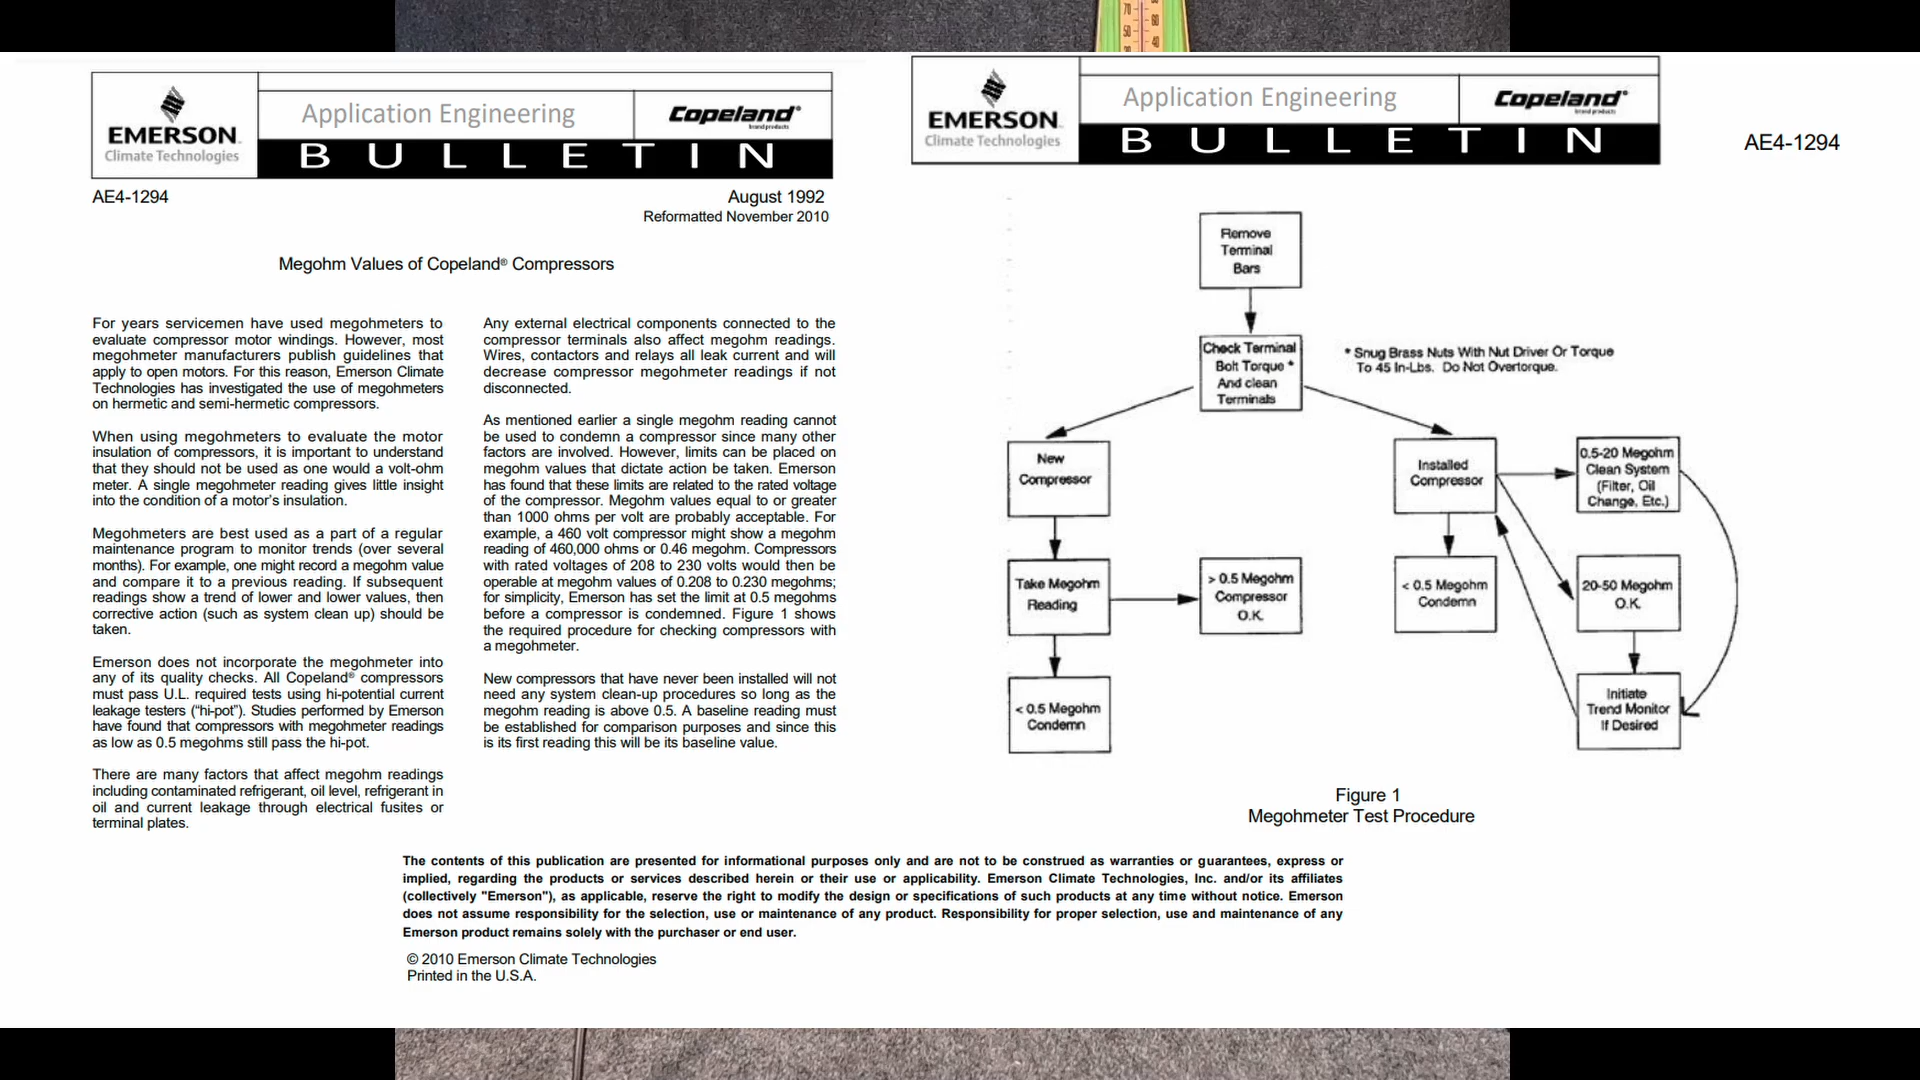 70
60
50
40
EMERSON
Climate Technologies
Application Engineering
Copeland®
brand products
BULLETIN
AE4-1294
August 1992
Reformatted November 2010
Megohm Values of Copeland® Compressors
For years servicemen have used megohmeters to
evaluate compressor motor windings. However, most
megohmeter manufacturers publish guidelines that
apply to open motors. For this reason, Emerson Climate
Technologies has investigated the use of megohmeters
on hermetic and semi-hermetic compressors.
When using megohmeters to evaluate the motor
insulation of compressors, it is important to understand
that they should not be used as one would a volt-ohm
meter. A single megohmeter reading gives little insight
into the condition of a motor's insulation.
Megohmeters are best used as a part of a regular
maintenance program to monitor trends (over several
months). For example, one might record a megohm value
and compare it to a previous reading. If subsequent
readings show a trend of lower and lower values, then
corrective action (such as system clean up) should be
taken.
Emerson does not incorporate the megohmeter into
any of its quality checks. All Copeland® compressors
must pass U.L. required tests using hi-potential current
leakage testers ("hi-pot"). Studies performed by Emerson
have found that compressors with megohmeter readings
as low as 0.5 megohms still pass the hi-pot.
There are many factors that affect megohm readings
including contaminated refrigerant, oil level, refrigerant in
oil and current leakage through electrical fusites or
terminal plates.
Any external electrical components connected to the
compressor terminals also affect megohm readings.
Wires, contactors and relays all leak current and will
decrease compressor megohmeter readings if not
disconnected.
As mentioned earlier a single megohm reading cannot
be used to condemn a compressor since many other
factors are involved. However, limits can be placed on
megohm values that dictate action be taken. Emerson
has found that these limits are related to the rated voltage
of the compressor. Megohm values equal to or greater
than 1000 ohms per volt are probably acceptable. For
example, a 460 volt compressor might show a megohm
reading of 460,000 ohms or 0.46 megohm. Compressors
with rated voltages of 208 to 230 volts would then be
operable at megohm values of 0.208 to 0.230 megohms;
for simplicity, Emerson has set the limit at 0.5 megohms
before a compressor is condemned. Figure 1 shows
the required procedure for checking compressors with
a megohmeter.
New compressors that have never been installed will not
need any system clean-up procedures so long as the
megohm reading is above 0.5. A baseline reading must
be established for comparison purposes and since this
is its first reading this will be its baseline value.
EMERSON
Climate Technologies
Application Engineering
Copeland®
brand products
BULLETIN
AE4-1294
Remove
Terminal
Bars
Check Terminal
Bolt Torque *
And clean
Terminals
* Snug Brass Nuts With Nut Driver Or Torque
To 45 In-Lbs. Do Not Overtorque.
New
Compressor
Installed
Compressor
0.5-20 Megohm
Clean System
(Filter, Oil
Change, Etc.)
Take Megohm
Reading
> 0.5 Megohm
Compressor
O.K.
< 0.5 Megohm
Condemn
20-50 Megohm
O.K.
< 0.5 Megohm
Condemn
Initiate
Trend Monitor
If Desired
Figure 1
Megohmeter Test Procedure
The contents of this publication are presented for informational purposes only and are not to be construed as warranties or guarantees, express or
implied, regarding the products or services described herein or their use or applicability. Emerson Climate Technologies, Inc. and/or its affiliates
(collectively "Emerson"), as applicable, reserve the right to modify the design or specifications of such products at any time without notice. Emerson
does not assume responsibility for the selection, use or maintenance of any product. Responsibility for proper selection, use and maintenance of any
Emerson product remains solely with the purchaser or end user.
© 2010 Emerson Climate Technologies
Printed in the U.S.A.